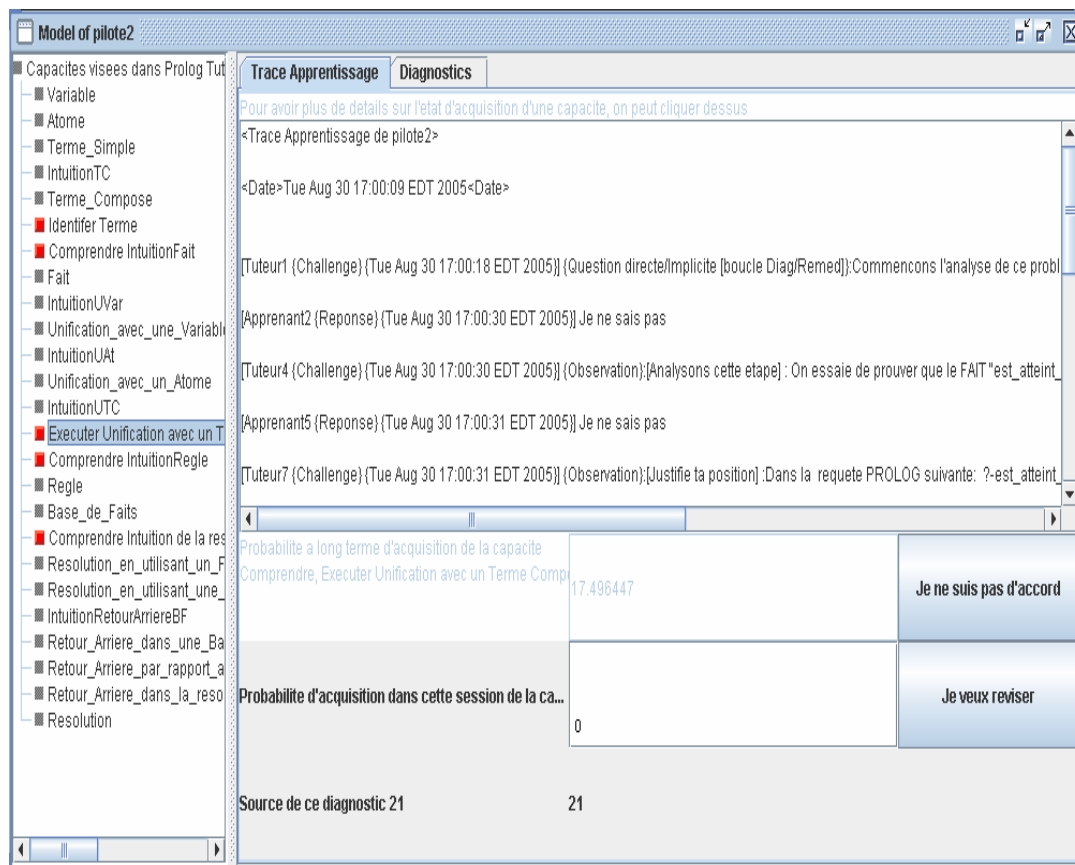 Model of pilote2
Capacites visees dans Prolog Tut
Variable
Atome
Terme_Simple
IntuitionTC
Terme_Compose
Identifer Terme
Comprendre IntuitionFait
Fait
IntuitionUVar
Unification_avec_une_Variabl
IntuitionUAt
Unification_avec_un_Atome
IntuitionUTC
Executer Unification avec un T
Comprendre IntuitionRegle
Regle
Base_de_Faits
Comprendre Intuition de la res
Resolution_en_utilisant_un_F
Resolution_en_utilisant_une_
IntuitionRetourArriereBF
Retour_Arriere_dans_une_Ba
Retour_Arriere_par_rapport_a
Retour_Arriere_dans_la_reso
Resolution
Trace Apprentissage Diagnostics
Pour avoir plus de details sur l'etat d'acquisition d'une capacite, on peut cliquer dessus
<Trace Apprentissage de pilote2>
<Date>Tue Aug 30 17:00:09 EDT 2005<Date>
[Tuteur1 {Challenge} {Tue Aug 30 17:00:18 EDT 2005}] {Question directe/Implicite [boucle Diag/Remed]}:Commencons l'analyse de ce probl
[Apprenant2 {Reponse} {Tue Aug 30 17:00:30 EDT 2005}] Je ne sais pas
[Tuteur4 {Challenge} {Tue Aug 30 17:00:30 EDT 2005}] {Observation}:[Analysons cette etape] : On essaie de prouver que le FAIT "est_atteint_
[Apprenant5 {Reponse} {Tue Aug 30 17:00:31 EDT 2005}] Je ne sais pas
[Tuteur7 {Challenge} {Tue Aug 30 17:00:31 EDT 2005}] {Observation}:[Justifie ta position] :Dans la requete PROLOG suivante: ?-est_atteint_
Probabilite a long terme d'acquisition de la capacite
Comprendre, Executer Unification avec un Terme Comp
17.496447
Je ne suis pas d'accord
Probabilite d'acquisition dans cette session de la ca...
0
Je veux reviser
Source de ce diagnostic 21
21